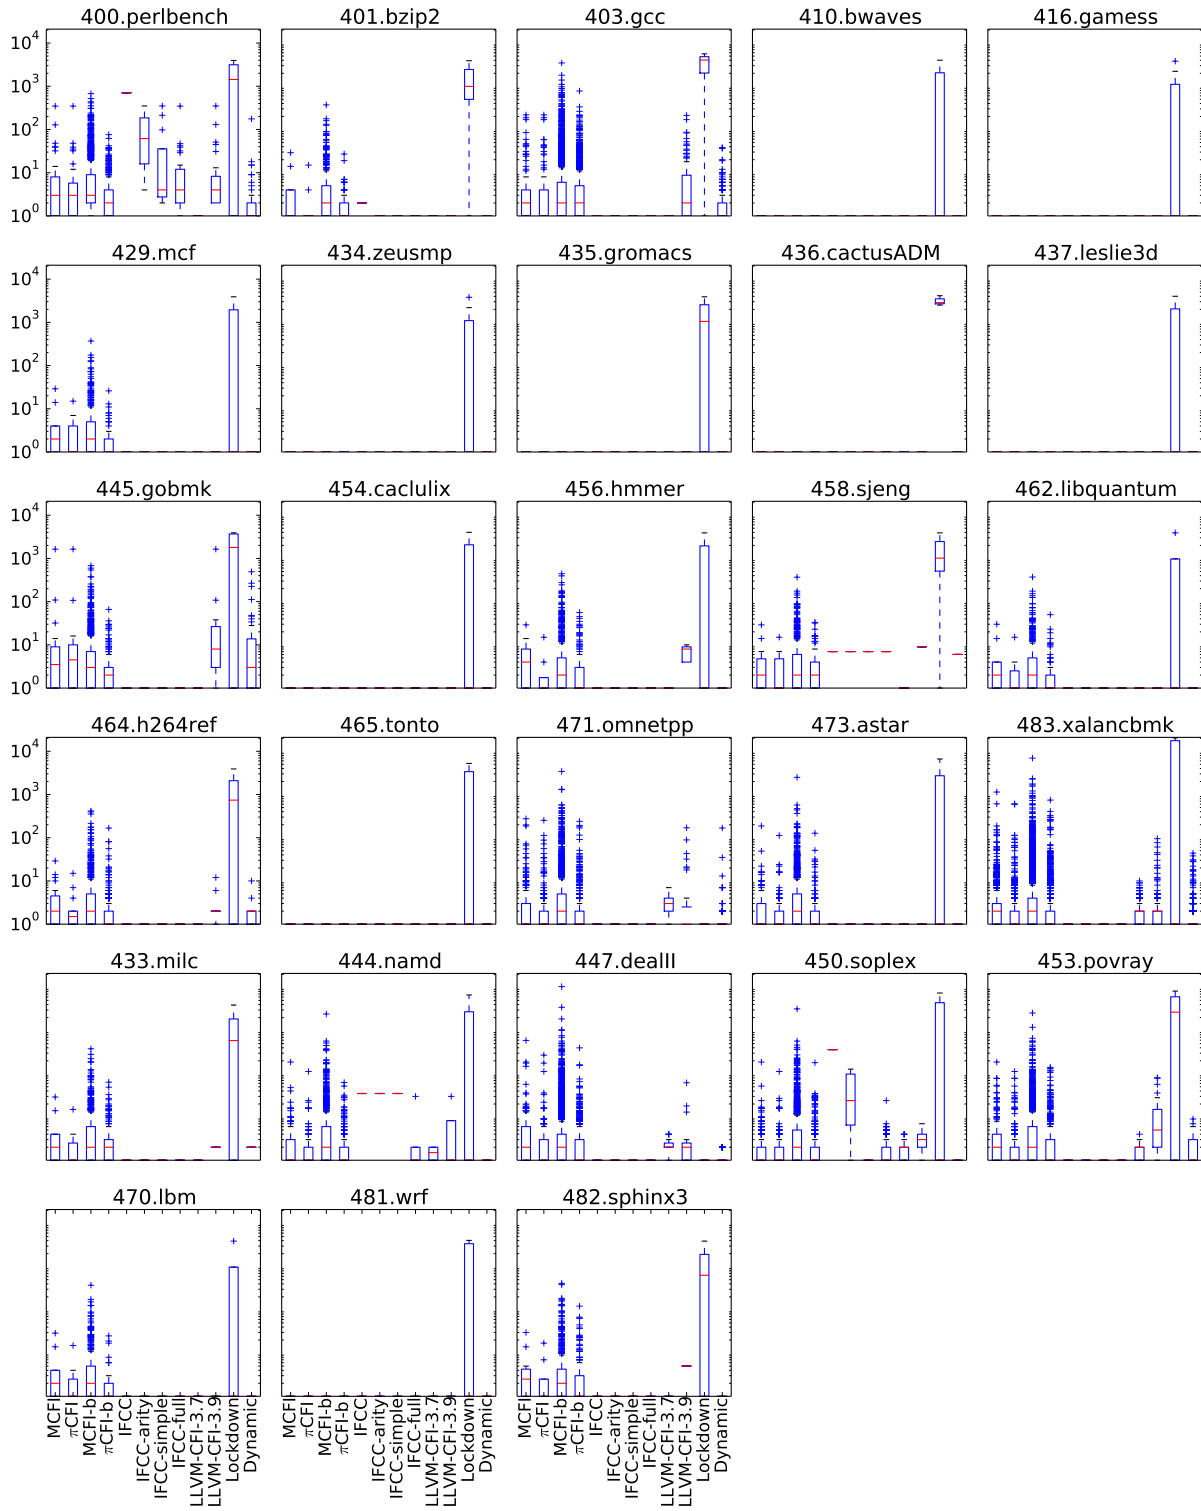 400.perlbench 401.bzip2 403.gcc 410.bwaves 416.gamess
10^4
10^3
10^2
10^1
10^0
429.mcf 434.zeusmp 435.gromacs 436.cactusADM 437.leslie3d
10^4
10^3
10^2
10^1
10^0
445.gobmk 454.caclulix 456.hmmer 458.sjeng 462.libquantum
10^4
10^3
10^2
10^1
10^0
464.h264ref 465.tonto 471.omnetpp 473.astar 483.xalancbmk
10^4
10^3
10^2
10^1
10^0
433.milc 444.namd 447.dealII 450.soplex 453.povray
470.lbm 481.wrf 482.sphinx3
MCFI
πCFI
MCFI-b
πCFI-b
IFCC
IFCC-arity
IFCC-simple
IFCC-full
LLVM-CFI-3.7
LLVM-CFI-3.9
Lockdown
Dynamic
MCFI
πCFI
MCFI-b
πCFI-b
IFCC
IFCC-arity
IFCC-simple
IFCC-full
LLVM-CFI-3.7
LLVM-CFI-3.9
Lockdown
Dynamic
MCFI
πCFI
MCFI-b
πCFI-b
IFCC
IFCC-arity
IFCC-simple
IFCC-full
LLVM-CFI-3.7
LLVM-CFI-3.9
Lockdown
Dynamic